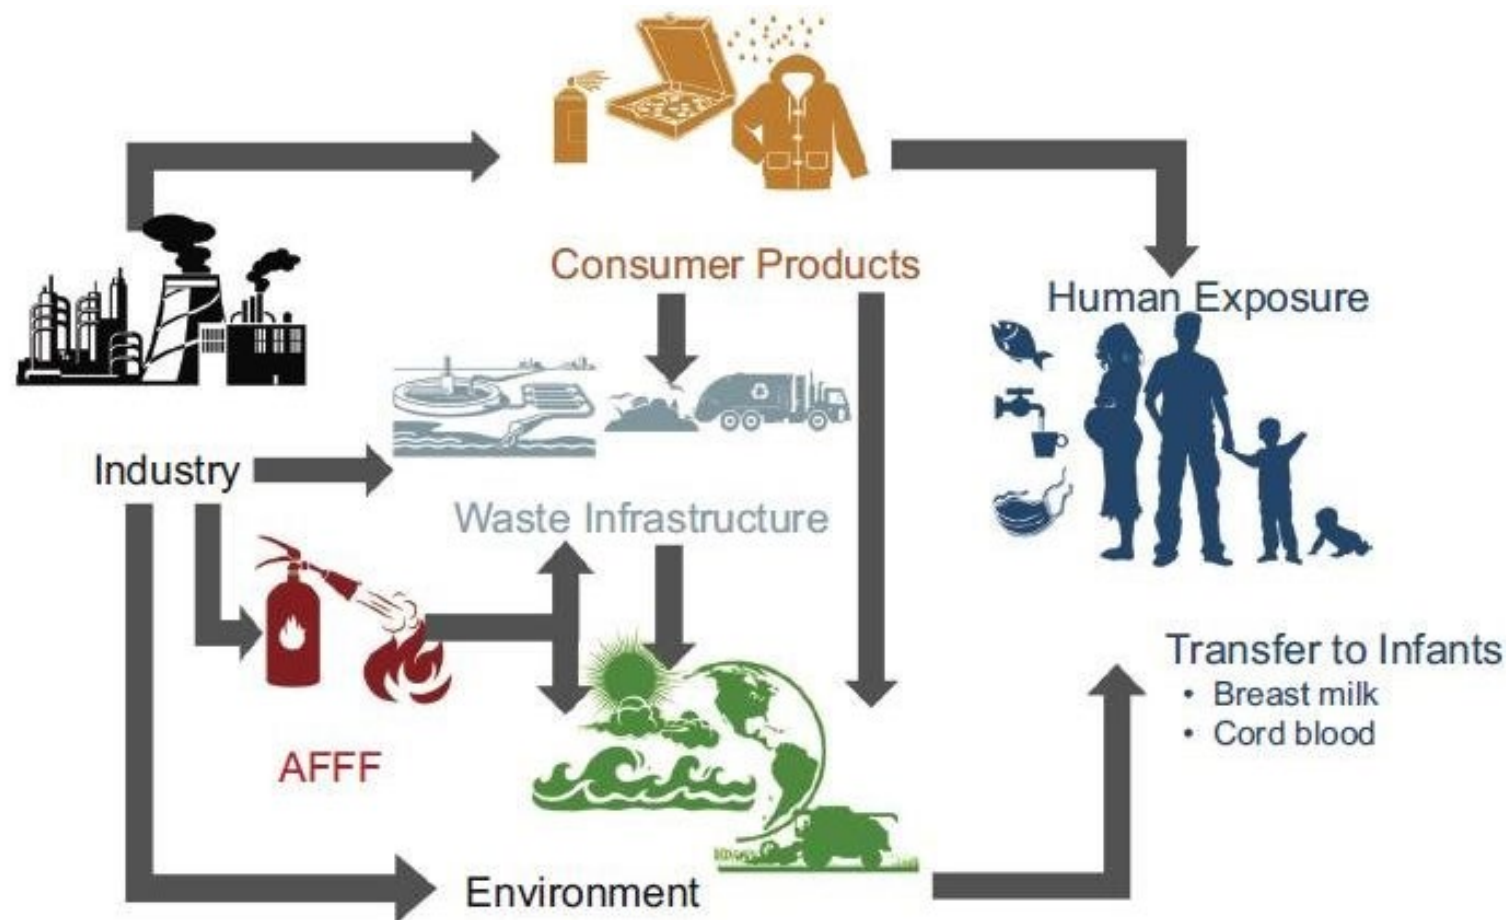 Consumer Products
Human Exposure
Industry
Waste Infrastructure
AFFF
Transfer to Infants
• Breast milk
• Cord blood
Environment